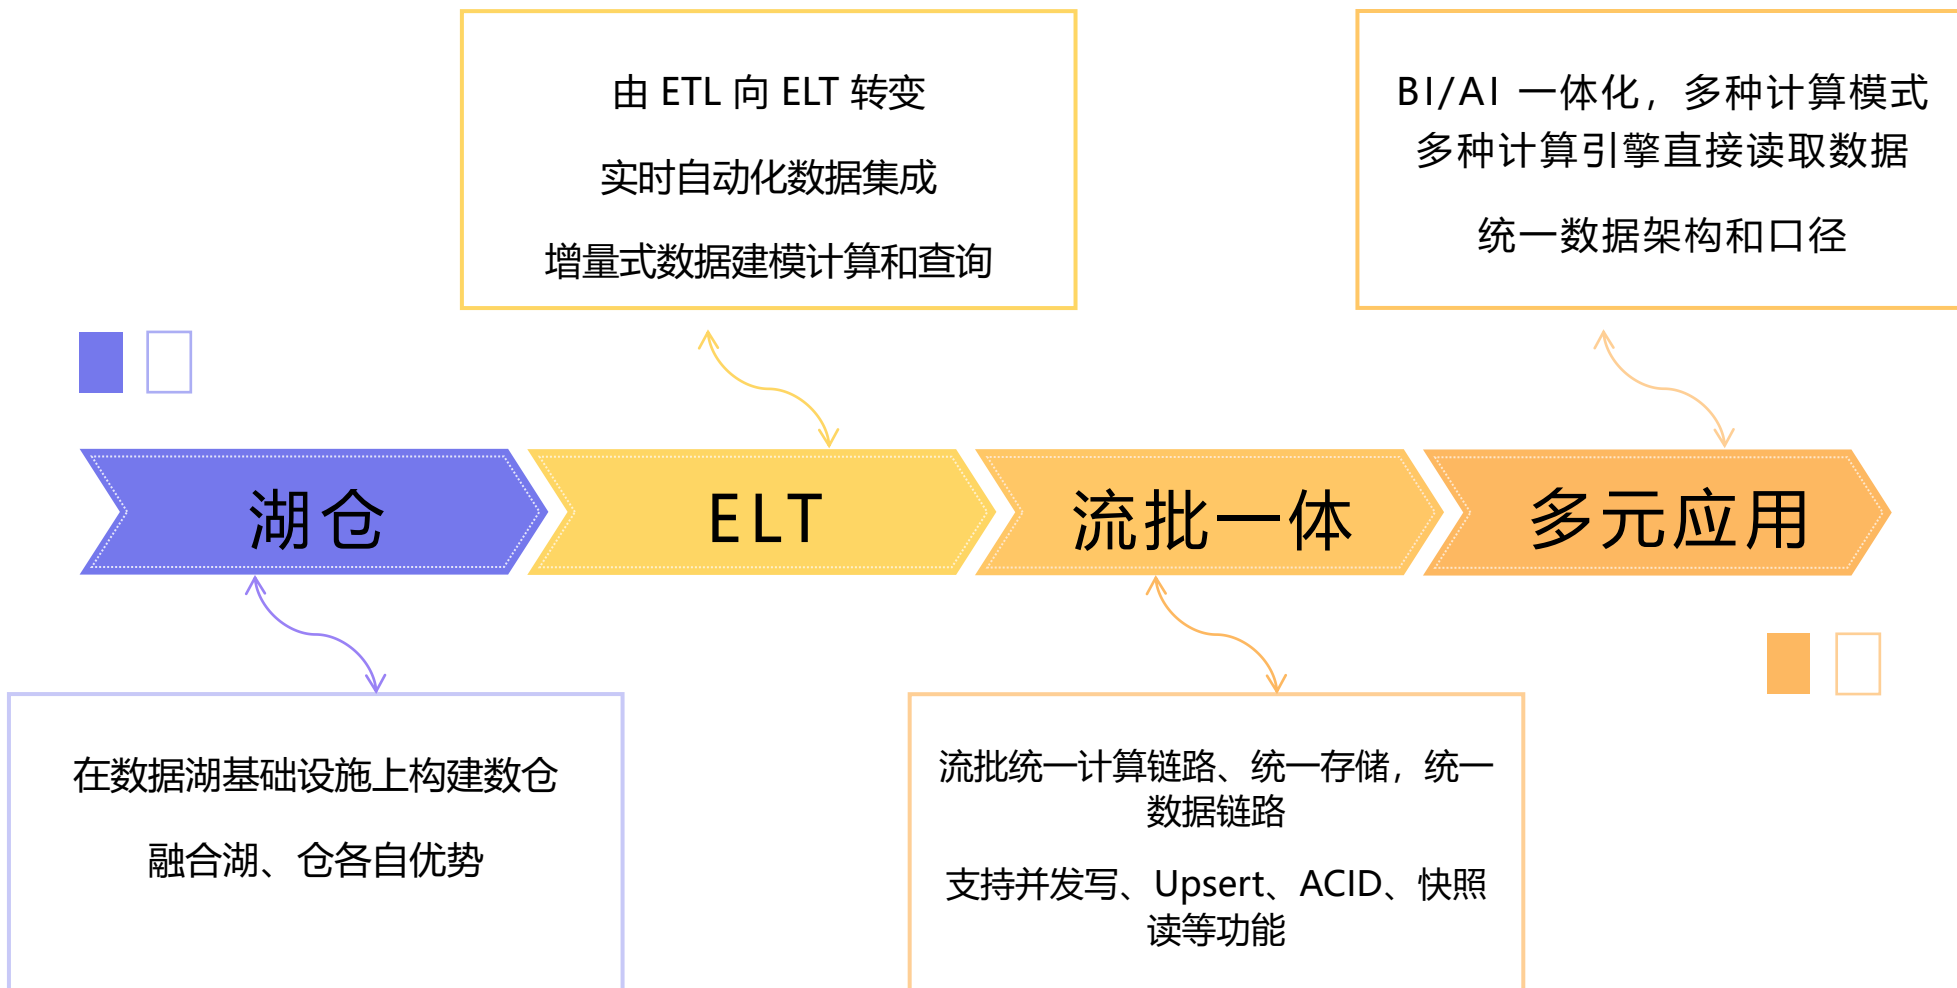 由 ETL 向 ELT 转变
实时自动化数据集成
增量式数据建模计算和查询
BI/AI 一体化，多种计算模式
多种计算引擎直接读取数据
统一数据架构和口径
湖仓
ELT
流批一体
多元应用
在数据湖基础设施上构建数仓
融合湖、仓各自优势
流批统一计算链路、统一存储，统一
数据链路
支持并发写、Upsert、ACID、快照
读等功能